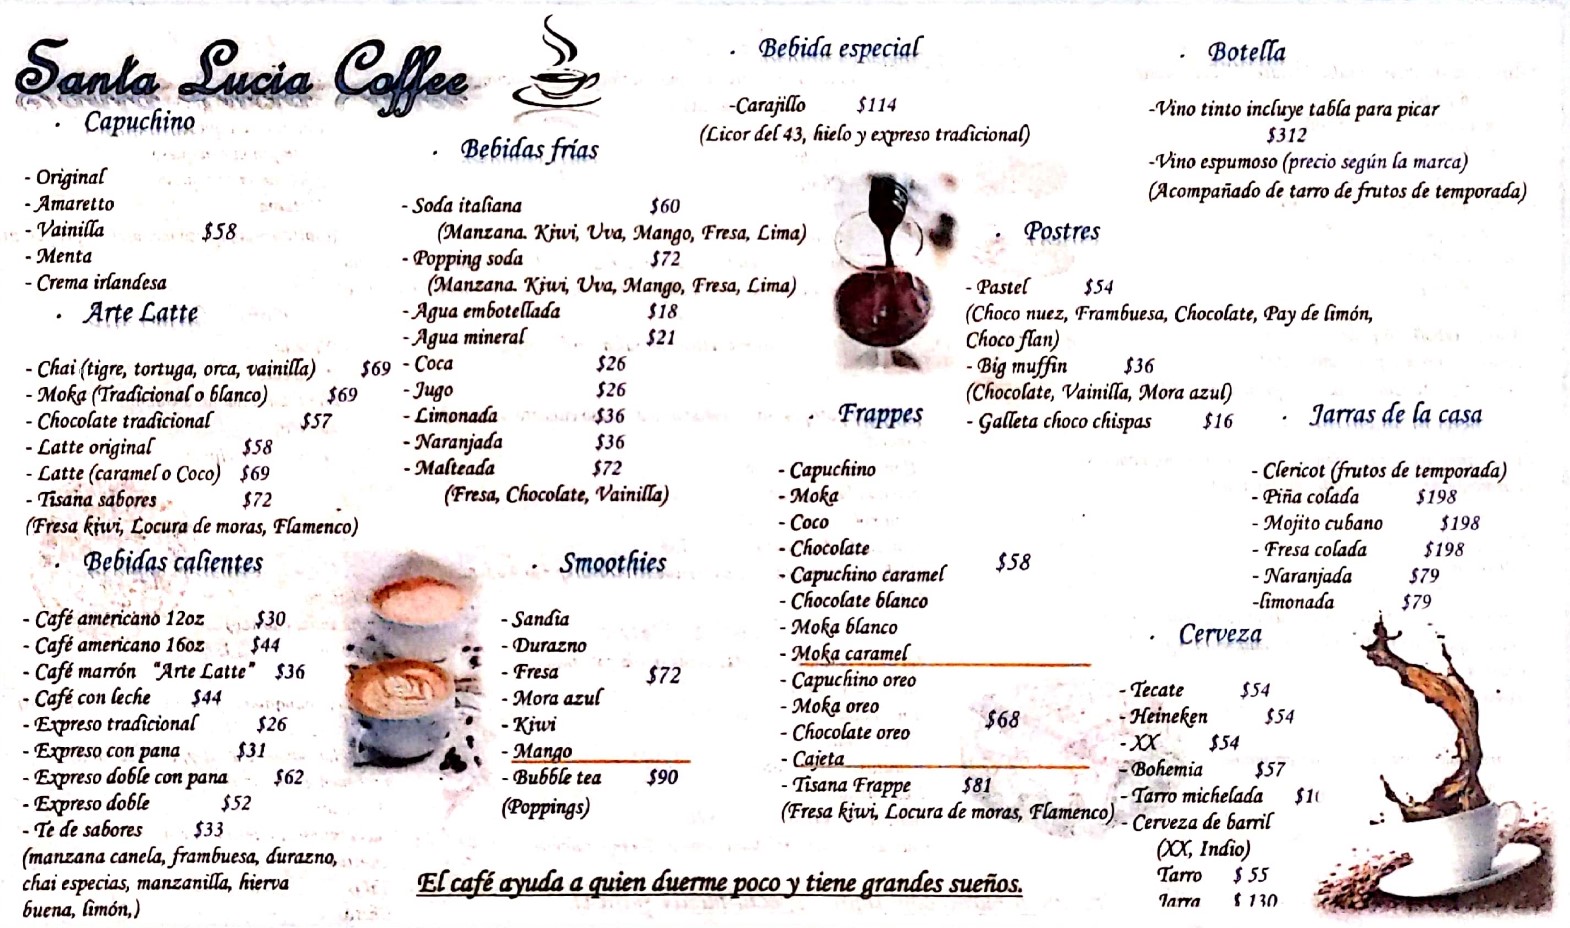 Santa Lucia Coffee
· Capuchino
- Original
- Amaretto
- Vainilla $58
- Menta
- Crema irlandesa
· Arte Latte
- Chai (tigre, tortuga, orca, vainilla) $69
- Moka (Tradicional o blanco) $69
- Chocolate tradicional $57
- Latte original $58
- Latte (caramel o Coco) $69
- Tisana sabores $72
(Fresa kiwi, Locura de moras, Flamenco)
· Bebidas calientes
- Café americano 12oz $30
- Café americano 16oz $44
- Café marrón "Arte Latte" $36
- Café con leche $44
- Expreso tradicional $26
- Expreso con pana $31
- Expreso doble con pana $62
- Expreso doble $52
- Te de sabores $33
(manzana canela, frambuesa, durazno,
chai especias, manzanilla, hierva
buena, limón,)
· Bebidas frías
- Soda italiana $60
(Manzana. Kiwi, Uva, Mango, Fresa, Lima)
- Popping soda $72
(Manzana. Kiwi, Uva, Mango, Fresa, Lima)
- Agua embotellada $18
- Agua mineral $21
- Coca $26
- Jugo $26
- Limonada $36
- Naranjada $36
- Malteada $72
(Fresa, Chocolate, Vainilla)
· Smoothies
- Sandia
- Durazno
- Fresa $72
- Mora azul
- Kiwi
- Mango
- Bubble tea $90
(Poppings)
· Bebida especial
-Carajillo $114
(Licor del 43, hielo y expreso tradicional)
· Botella
-Vino tinto incluye tabla para picar
$312
-Vino espumoso (precio según la marca)
(Acompañado de tarro de frutos de temporada)
· Postres
- Pastel $54
(Choco nuez, Frambuesa, Chocolate, Pay de limón,
Choco flan)
- Big muffin $36
(Chocolate, Vainilla, Mora azul)
- Galleta choco chispas $16
· Frappes
- Capuchino
- Moka
- Coco
- Chocolate
- Capuchino caramel $58
- Chocolate blanco
- Moka blanco
- Moka caramel
- Capuchino oreo
- Moka oreo $68
- Chocolate oreo
- Cajeta
- Tisana Frappe $81
(Fresa kiwi, Locura de moras, Flamenco)
· Jarras de la casa
- Clericot (frutos de temporada)
- Piña colada $198
- Mojito cubano $198
- Fresa colada $198
- Naranjada $79
-limonada $79
· Cerveza
- Tecate $54
- Heineken $54
- XX $54
- Bohemia $57
- Tarro michelada
- Cerveza de barril
(XX, Indio)
Tarro $ 55
Jarra $ 130
El café ayuda a quien duerme poco y tiene grandes sueños.